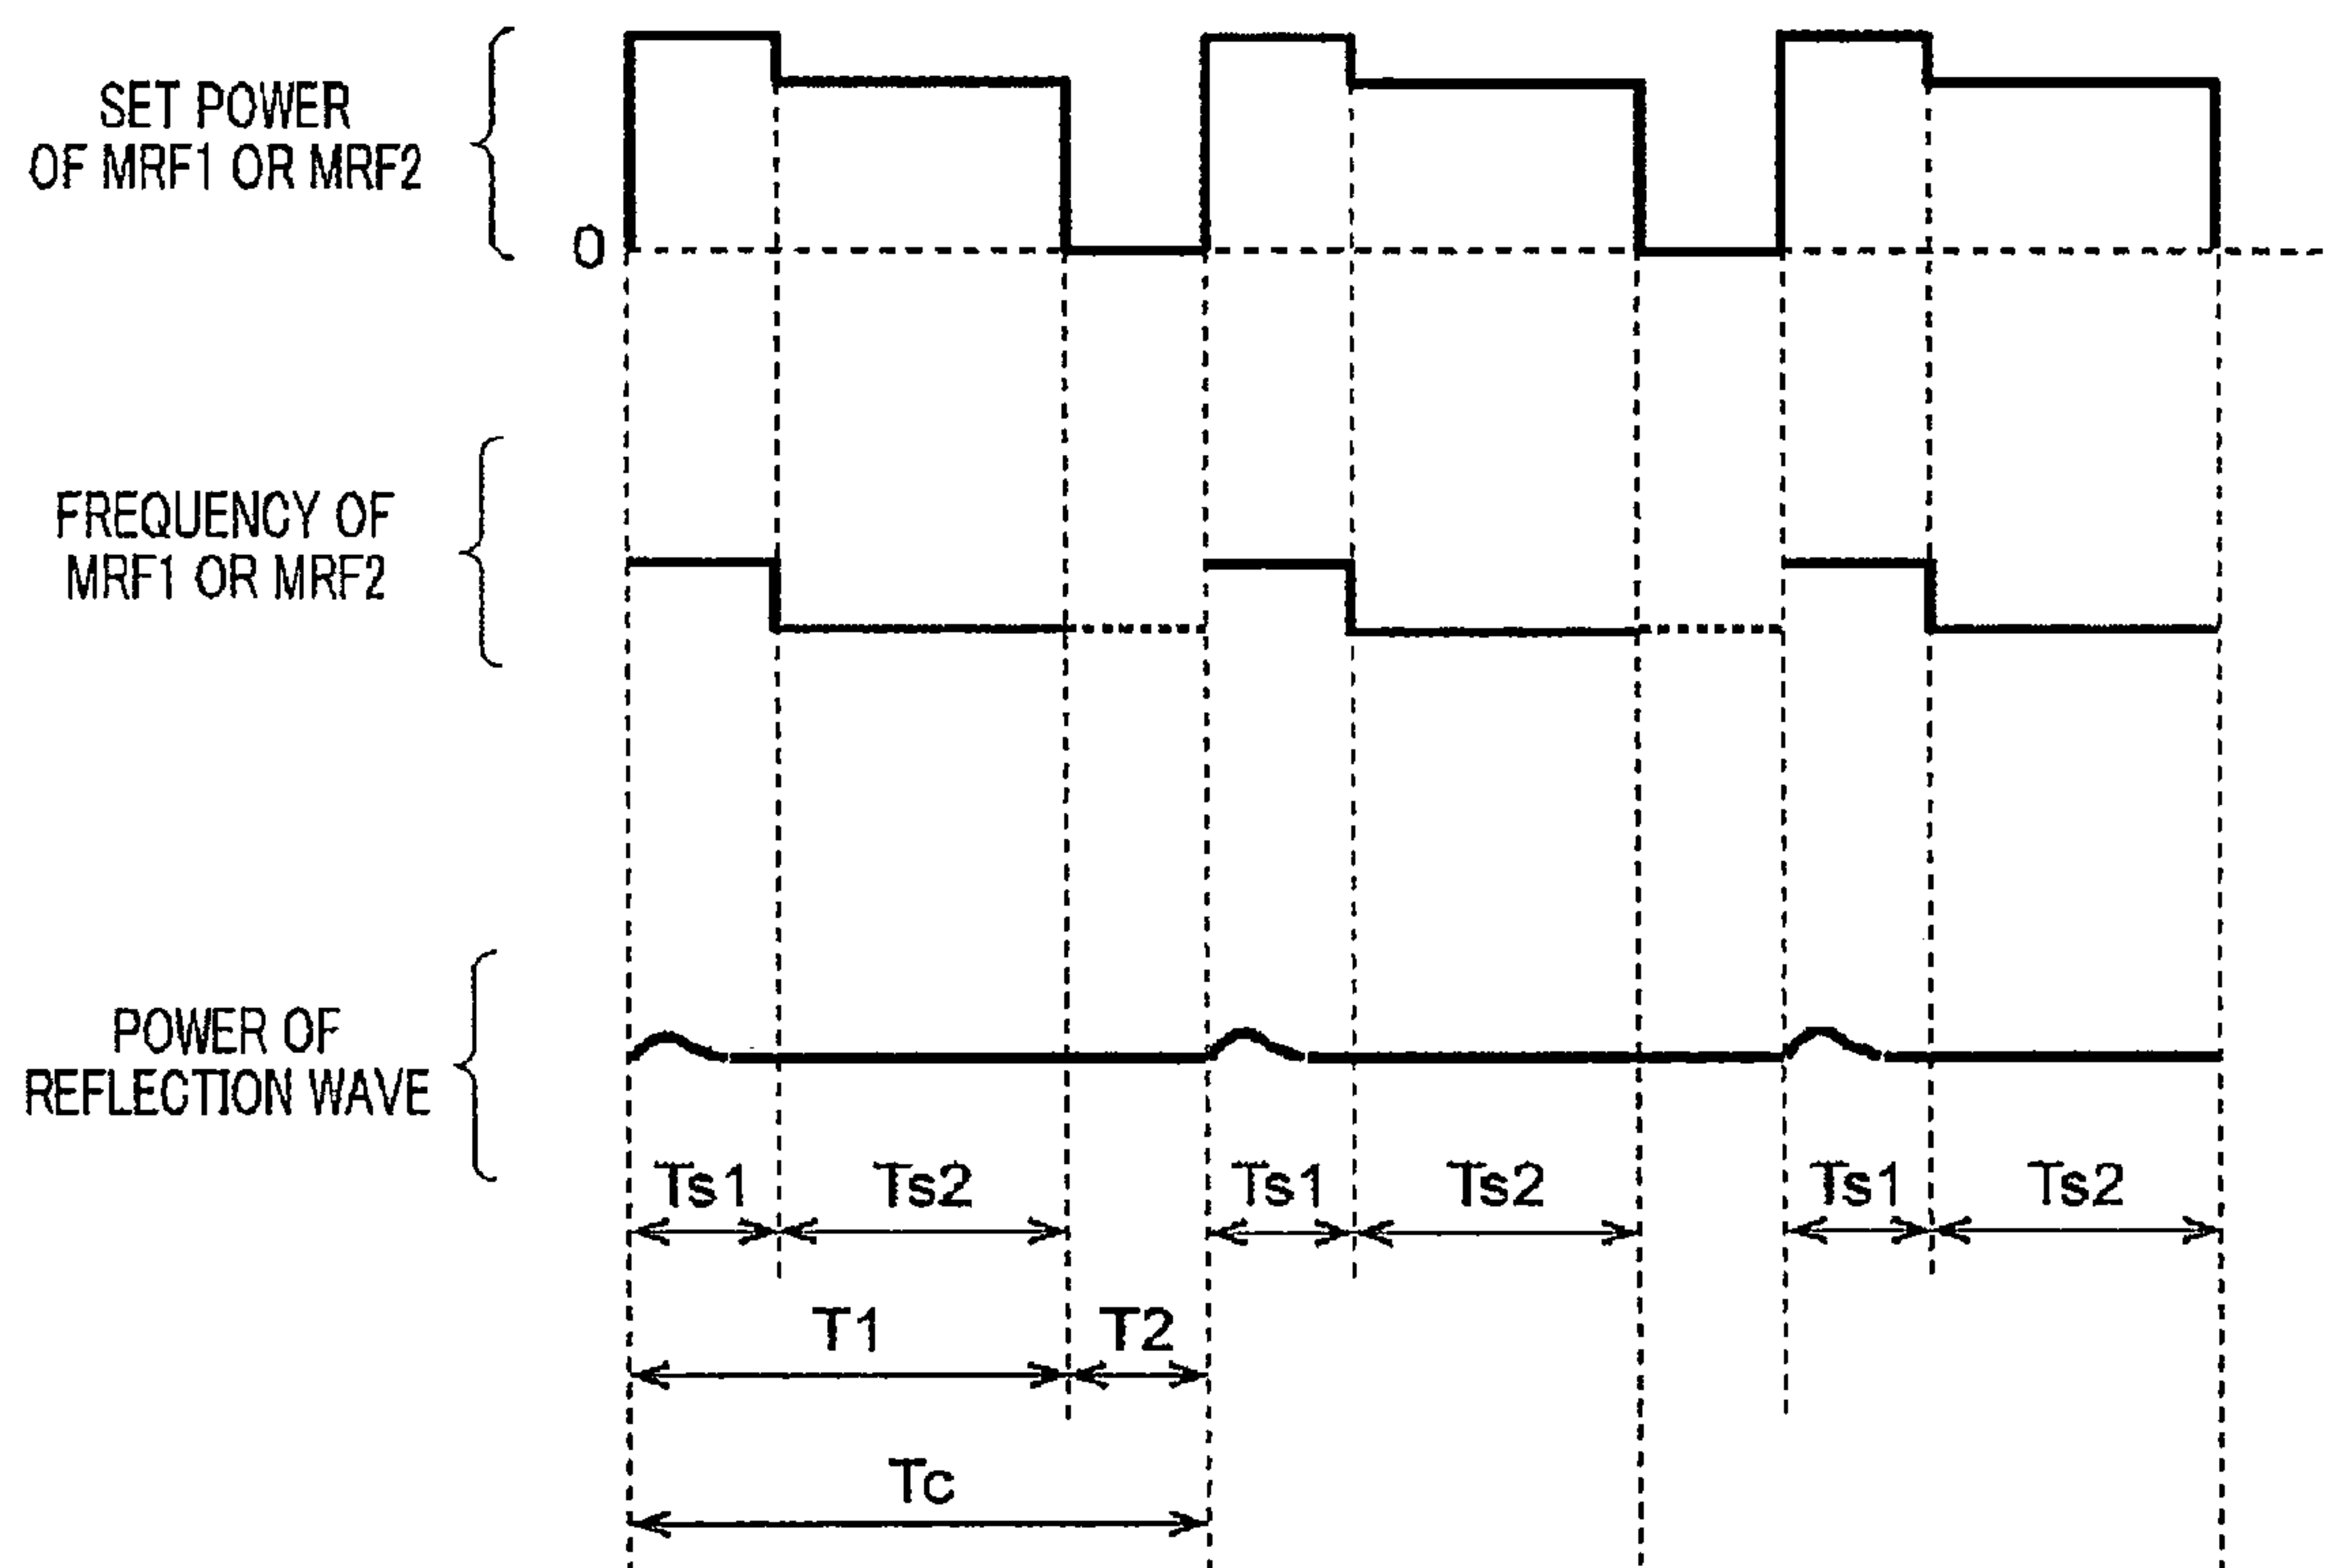 SET POWER
OF MRF1 OR MRF2
0
FREQUENCY OF
MRF1 OR MRF2
POWER OF
REFLECTION WAVE
Ts1 Ts2 Ts1 Ts2 Ts1 Ts2
T1 T2
Tc